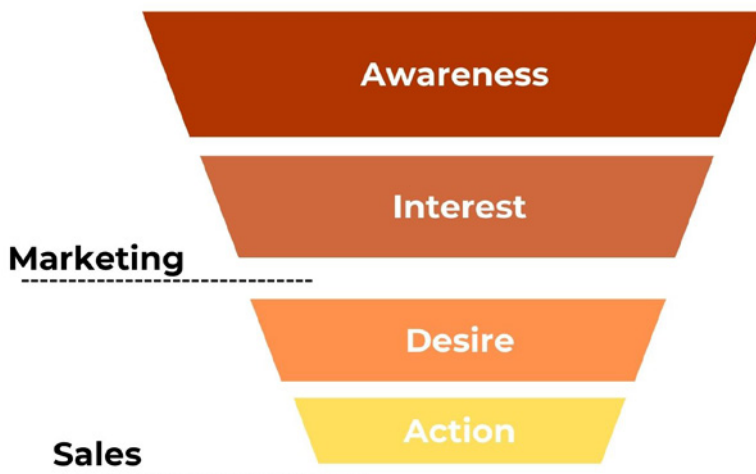 Awareness
Interest
Marketing
Desire
Action
Sales